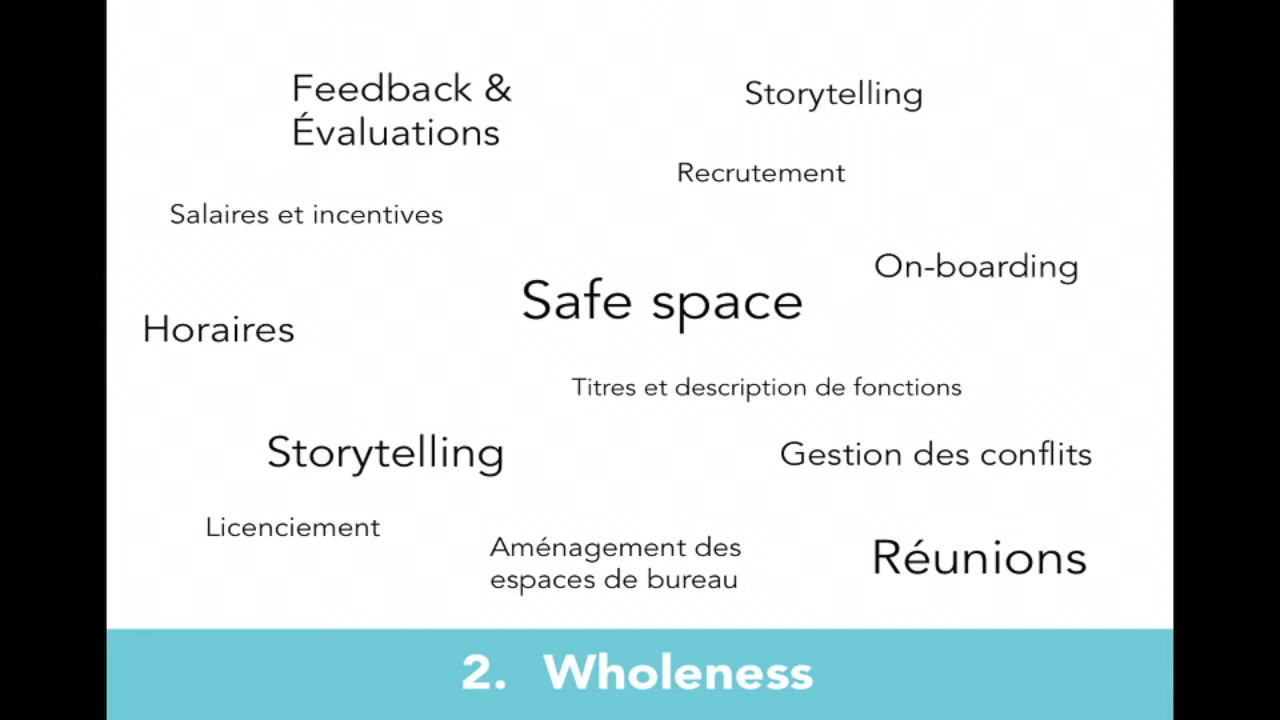 Feedback &
Évaluations
Storytelling
Recrutement
Salaires et incentives
On-boarding
Safe space
Horaires
Titres et description de fonctions
Storytelling
Gestion des conflits
Licenciement
Aménagement des
espaces de bureau
Réunions
2. Wholeness